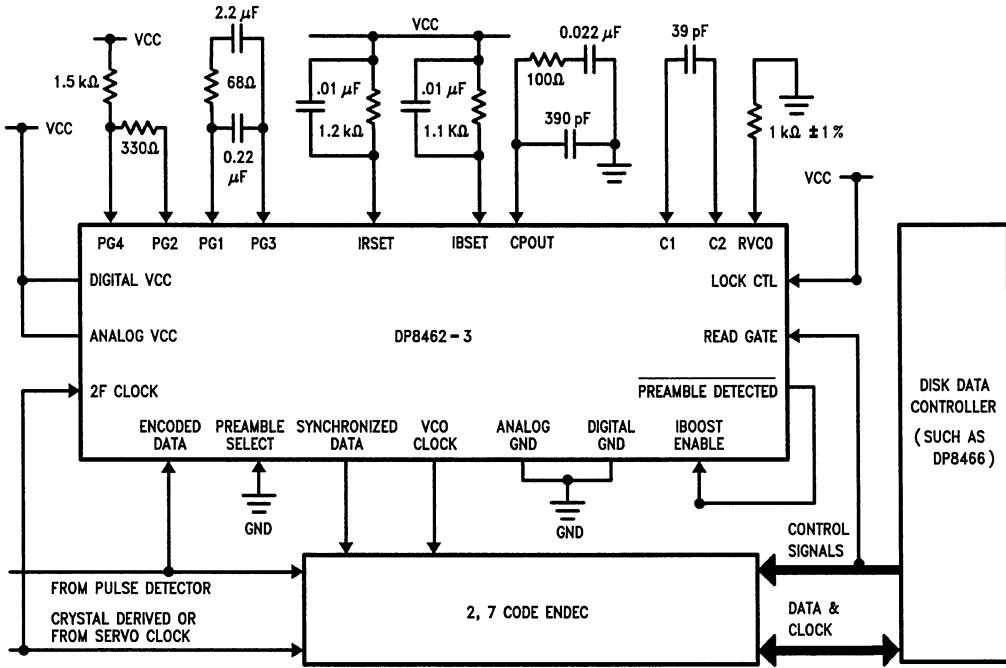 2.2 μF
VCC
0.022 μF
39 pF
VCC
1.5 kΩ
68Ω
.01 μF
.01 μF
100Ω
VCC
1.2 kΩ
1.1 KΩ
390 pF
1 kΩ ±1%
330Ω
0.22
μF
VCC
PG4
PG2
PG1
PG3
IRSET
IBSET
CPOUT
C1
C2
RVCO
DIGITAL VCC
LOCK CTL
ANALOG VCC
DP8462-3
READ GATE
2F CLOCK
PREAMBLE DETECTED
ENCODED
DATA
PREAMBLE
SELECT
SYNCHRONIZED
DATA
VCO
CLOCK
ANALOG
GND
DIGITAL
GND
IBOOST
ENABLE
DISK DATA
CONTROLLER
(SUCH AS
DP8466)
GND
GND
CONTROL
SIGNALS
FROM PULSE DETECTOR
2, 7 CODE ENDEC
CRYSTAL DERIVED OR
FROM SERVO CLOCK
DATA &
CLOCK